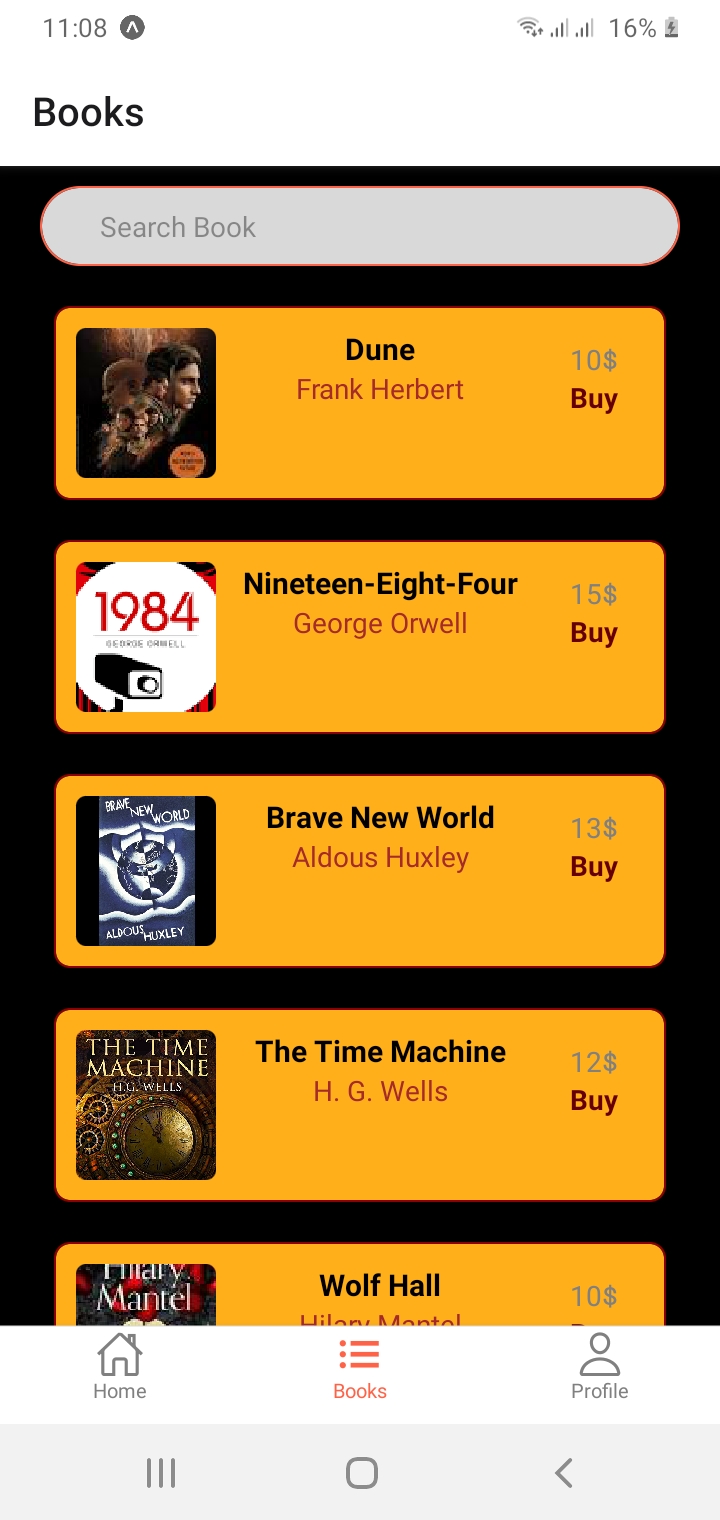 11:08
16%
Books
Search Book
Dune
Frank Herbert
10$
Buy
1984
GEORGE ORWELL
Nineteen-Eight-Four
George Orwell
15$
Buy
BRAVE NEW WORLD
ALDOUS HUXLEY
Brave New World
Aldous Huxley
13$
Buy
THE TIME
MACHINE
H.G. WELLS
The Time Machine
H. G. Wells
12$
Buy
Hilary
Mantel
Wolf Hall
Hilary Mantel
10$
Home
Books
Profile